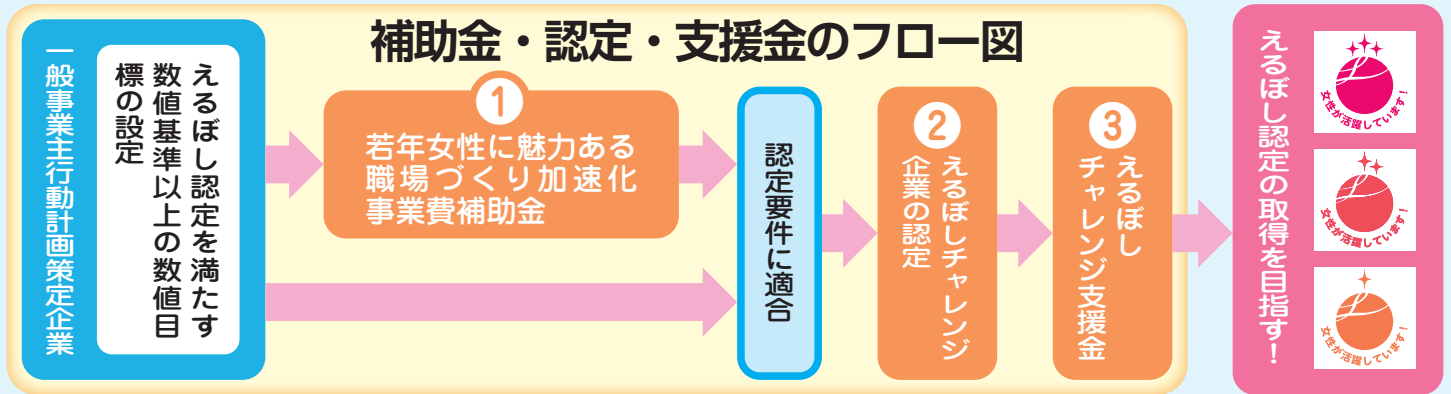 補助金・認定・支援金のフロー図
一般事業主行動計画策定企業
えるぼし認定を満たす
数値基準以上の数値目
標の設定
1
若年女性に魅力ある
職場づくり加速化
事業費補助金
認定要件に適合
2
えるぼしチャレンジ
企業の認定
3
えるぼし
チャレンジ支援金
えるぼし認定の取得を目指す!
女性が活躍しています!
女性が活躍しています!
女性が活躍しています!